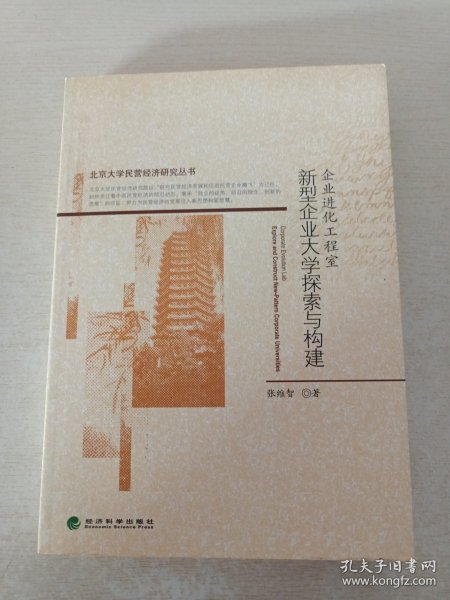 北京大学民营经济研究丛书
企业进化工程室
新型企业大学探索与构建
Corporate Evolution Lab
Explore and Construct New-Pattern Corporate Universities
张维智 ◎著
经济科学出版社
Economic Science Press
孔夫子旧书网
www.kongfz.com